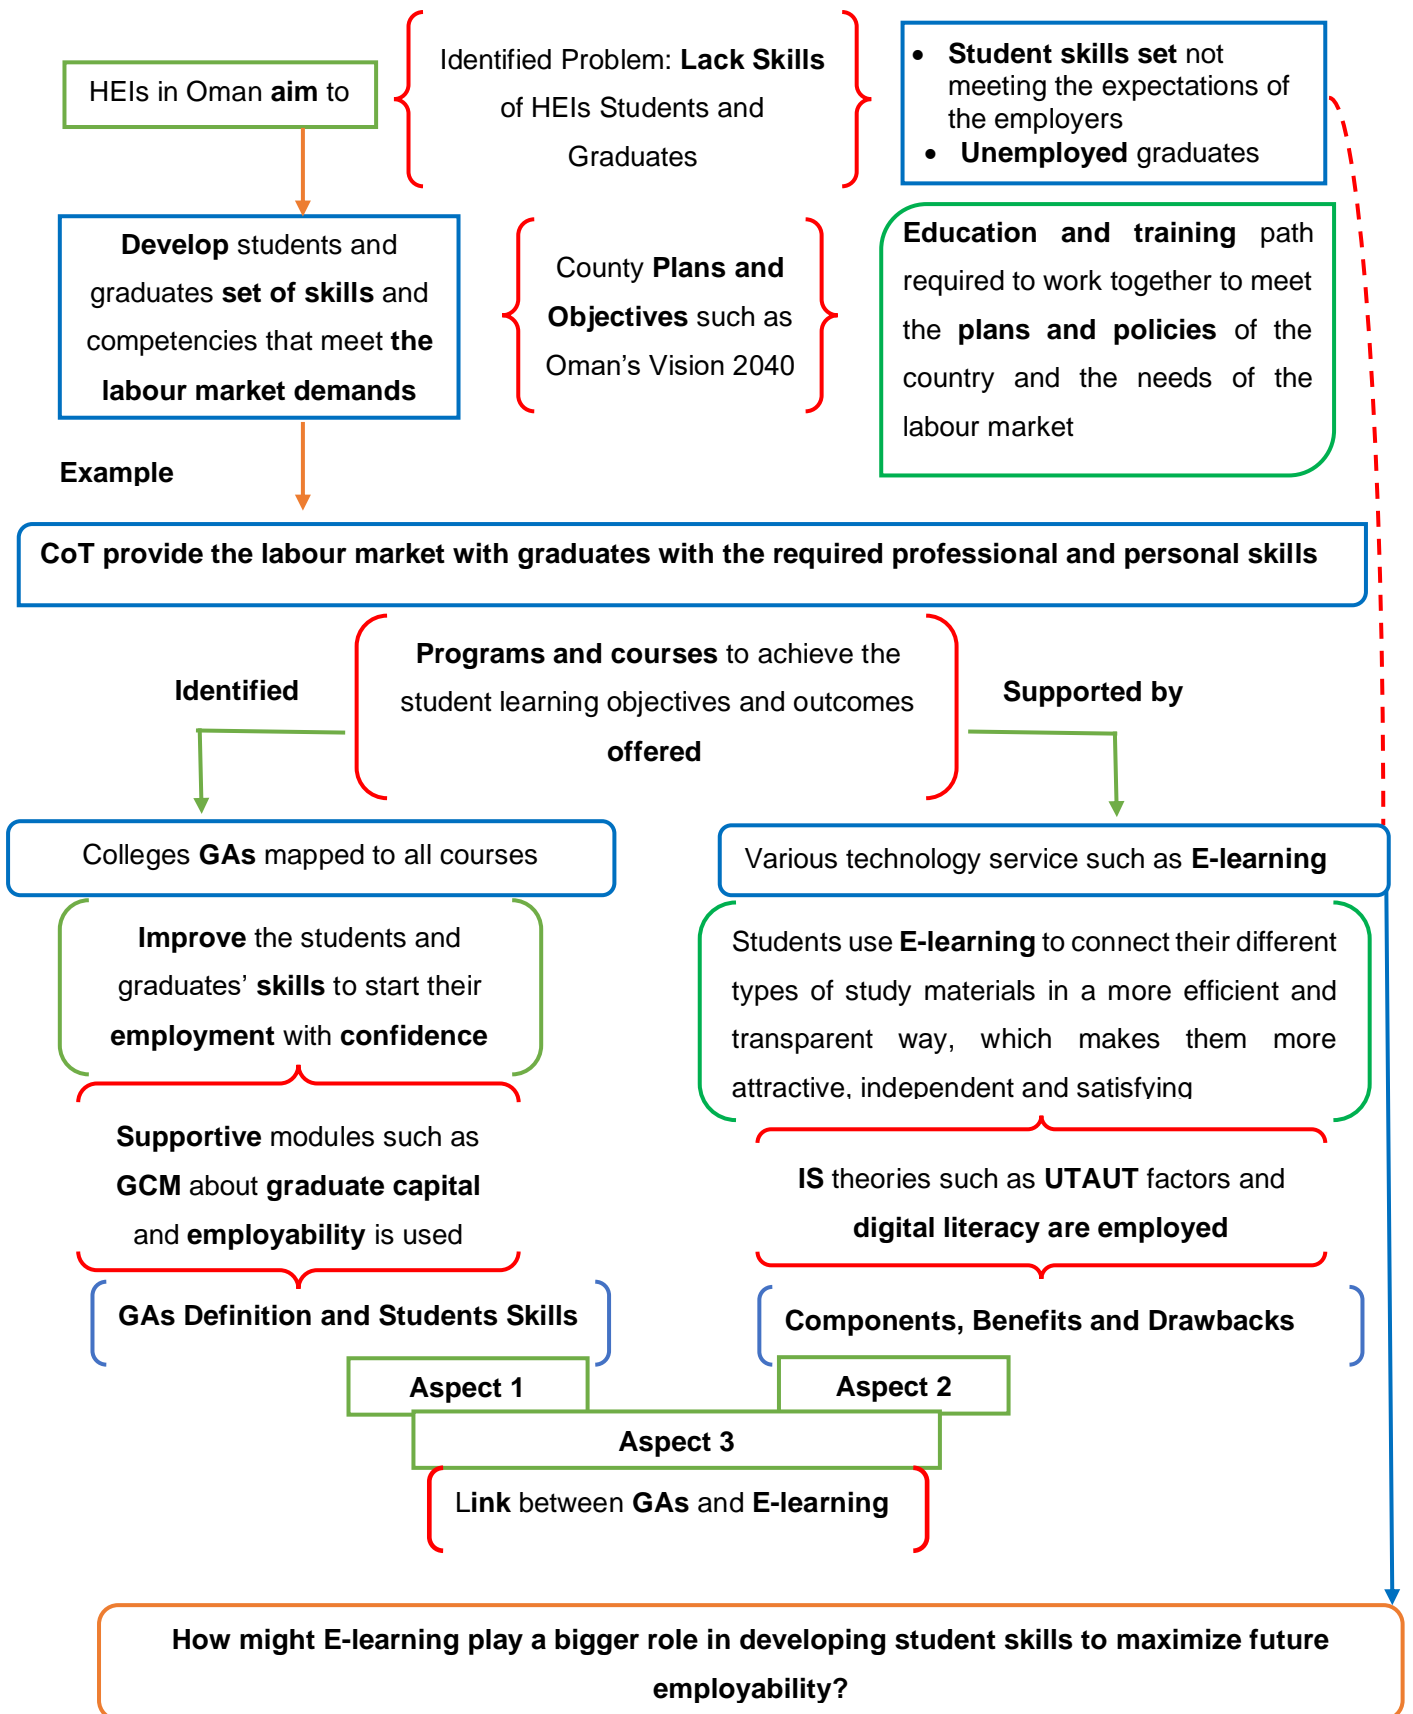 HEIs in Oman aim to
Identified Problem: Lack Skills
of HEIs Students and
Graduates
• Student skills set not
meeting the expectations of
the employers
• Unemployed graduates
Develop students and
graduates set of skills and
competencies that meet the
labour market demands
County Plans and
Objectives such as
Oman's Vision 2040
Education and training path
required to work together to meet
the plans and policies of the
country and the needs of the
labour market
Example
CoT provide the labour market with graduates with the required professional and personal skills
Identified
Programs and courses to achieve the
student learning objectives and outcomes
offered
Supported by
Colleges GAs mapped to all courses
Various technology service such as E-learning
Improve the students and
graduates' skills to start their
employment with confidence
Students use E-learning to connect their different
types of study materials in a more efficient and
transparent way, which makes them more
attractive, independent and satisfying
Supportive modules such as
GCM about graduate capital
and employability is used
IS theories such as UTAUT factors and
digital literacy are employed
GAs Definition and Students Skills
Components, Benefits and Drawbacks
Aspect 1
Aspect 2
Aspect 3
Link between GAs and E-learning
How might E-learning play a bigger role in developing student skills to maximize future
employability?